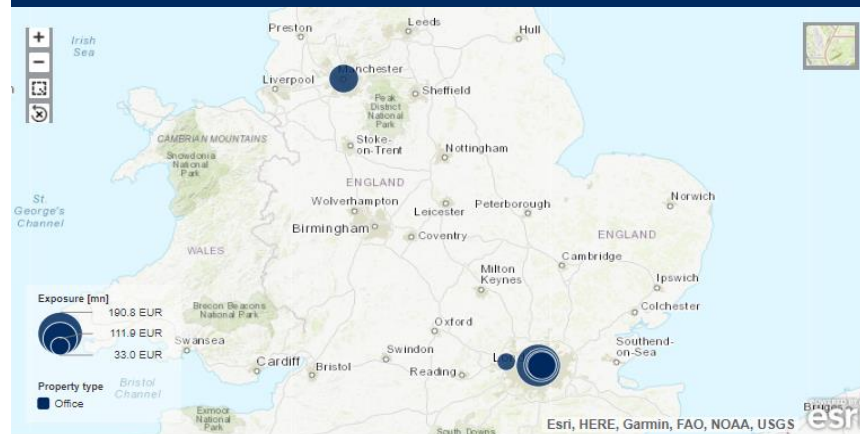 Preston
Leeds
Hull
Irish
Sea
Manchester
Liverpool
Sheffield
Peak
District
National
Park
CAMBRIAN MOUNTAINS
Stoke-
on-Trent
Snowdonia
National
Park
Nottingham
ENGLAND
St.
George's
Channel
Wolverhampton
Leicester
Peterborough
Norwich
Birmingham
Coventry
ENGLAND
WALES
Cambridge
Milton
Keynes
Ipswich
Exposure [mn]
190.8 EUR
111.9 EUR
33.0 EUR
Brecon Beacons
National Park
Colchester
Oxford
Swansea
Swindon
Southend-
on-Sea
Cardiff
Bristol
Reading
Property type
Office
Bristol
Channel
Exmoor
National
Park
South Downs
Esri, HERE, Garmin, FAO, NOAA, USGS
POWERED BY
esri